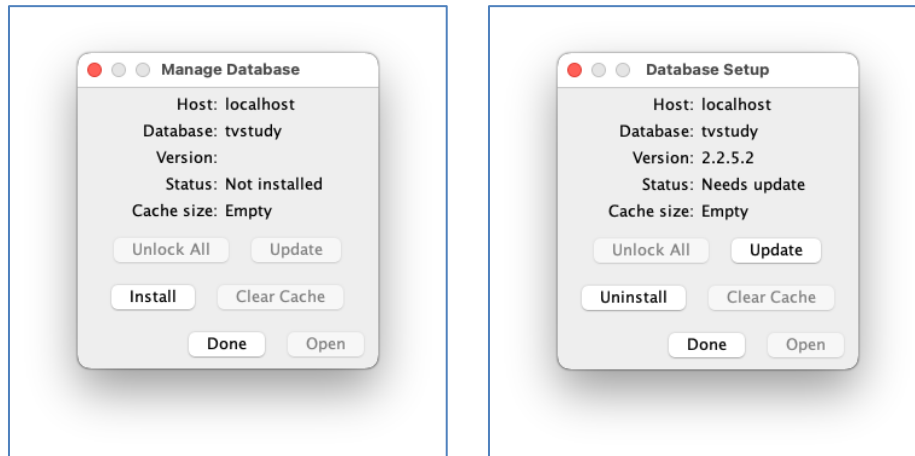 Manage Database
Host: localhost
Database: tvstudy
Version:
Status: Not installed
Cache size: Empty
Unlock All Update
Install Clear Cache
Done Open
Database Setup
Host: localhost
Database: tvstudy
Version: 2.2.5.2
Status: Needs update
Cache size: Empty
Unlock All Update
Uninstall Clear Cache
Done Open